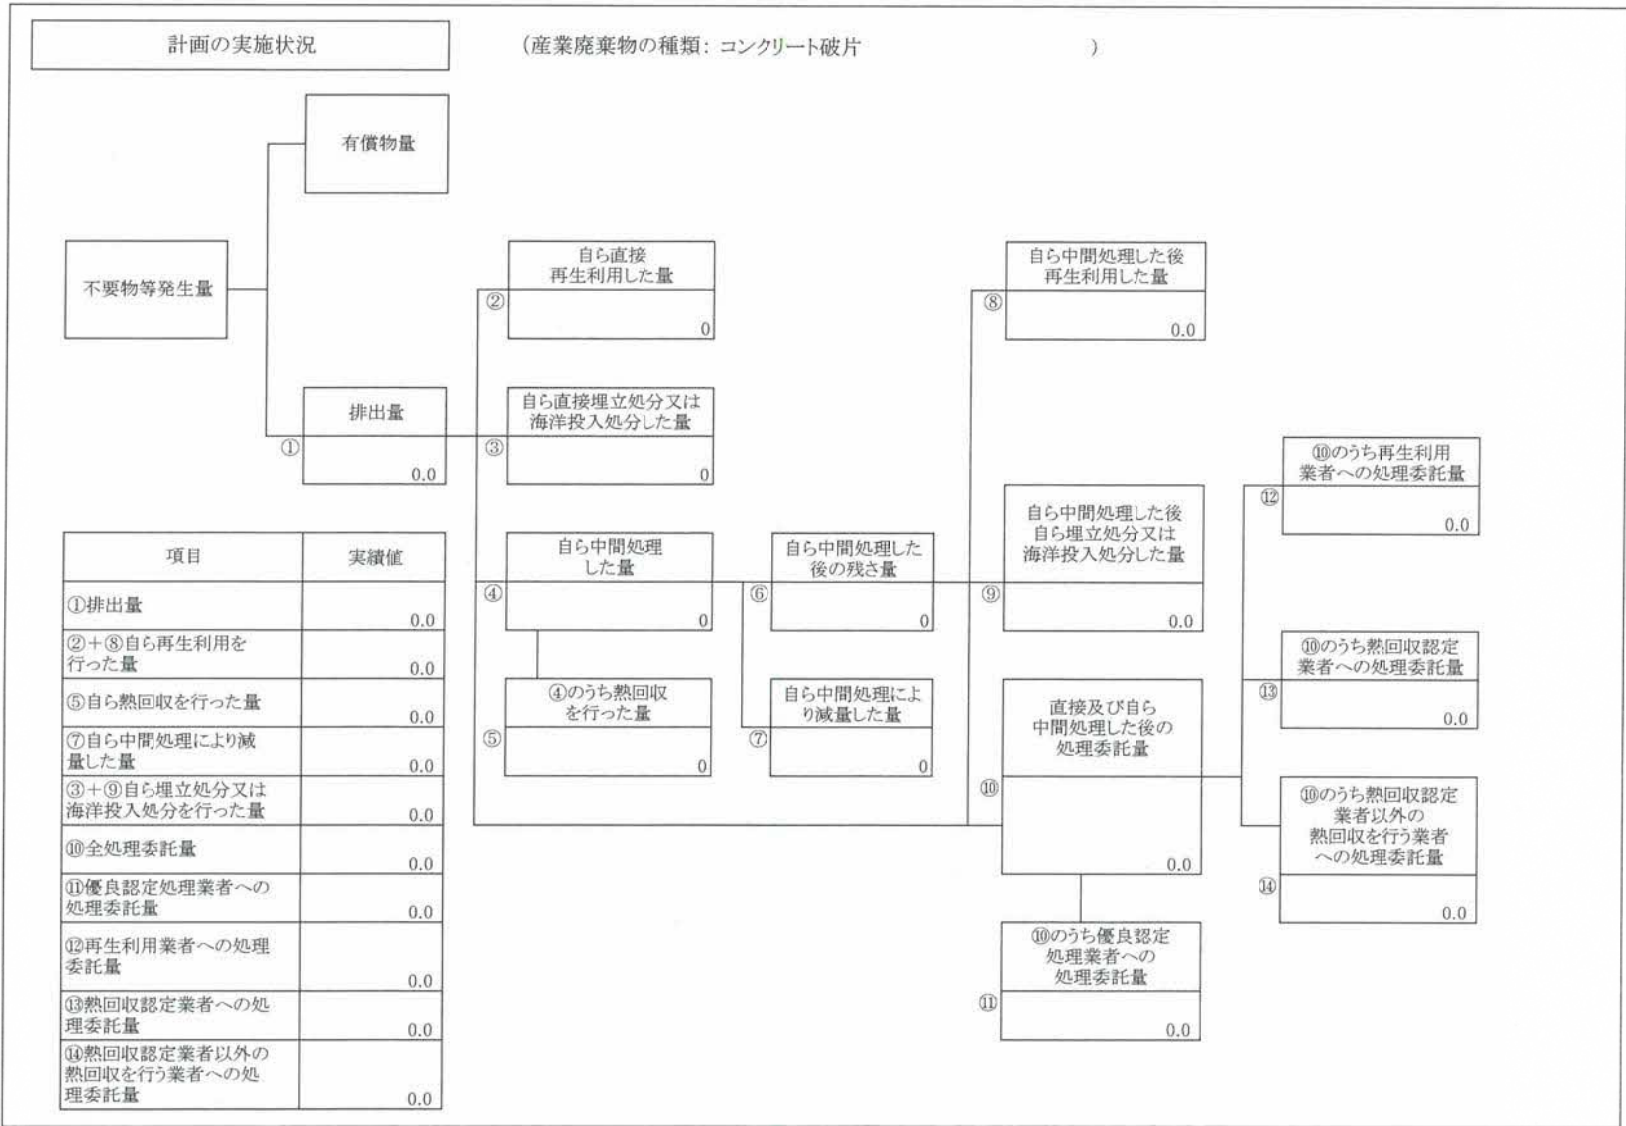 計画の実施状況
(産業廃棄物の種類: コンクリート破片 )
有償物量
不要物等発生量
①
排出量
0.0
②
自ら直接
再生利用した量
0
③
自ら直接埋立処分又は
海洋投入処分した量
0
④
自ら中間処理
した量
0
⑤
④のうち熱回収
を行った量
0
⑥
自ら中間処理した
後の残さ量
0
⑦
自ら中間処理によ
り減量した量
0
⑧
自ら中間処理した後
再生利用した量
0.0
⑨
自ら中間処理した後
自ら埋立処分又は
海洋投入処分した量
0.0
⑩
直接及び自ら
中間処理した後の
処理委託量
0.0
⑪
⑩のうち優良認定
処理業者への
処理委託量
0.0
⑫
⑩のうち再生利用
業者への処理委託量
0.0
⑬
⑩のうち熱回収認定
業者への処理委託量
0.0
⑭
⑩のうち熱回収認定
業者以外の
熱回収を行う業者
への処理委託量
0.0
項目 実績値
①排出量
0.0
②+⑧自ら再生利用を
行った量
0.0
⑤自ら熱回収を行った量
0.0
⑦自ら中間処理により減
量した量
0.0
③+⑨自ら埋立処分又は
海洋投入処分を行った量
0.0
⑩全処理委託量
0.0
⑪優良認定処理業者への
処理委託量
0.0
⑫再生利用業者への処理
委託量
0.0
⑬熱回収認定業者への処
理委託量
0.0
⑭熱回収認定業者以外の
熱回収を行う業者への処
理委託量
0.0